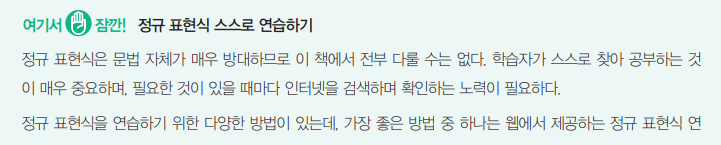 여기서 잠깐! 정규 표현식 스스로 연습하기
정규 표현식은 문법 자체가 매우 방대하므로 이 책에서 전부 다룰 수는 없다. 학습자가 스스로 찾아 공부하는 것
이 매우 중요하며, 필요한 것이 있을 때마다 인터넷을 검색하며 확인하는 노력이 필요하다.
정규 표현식을 연습하기 위한 다양한 방법이 있는데, 가장 좋은 방법 중 하나는 웹에서 제공하는 정규 표현식 연